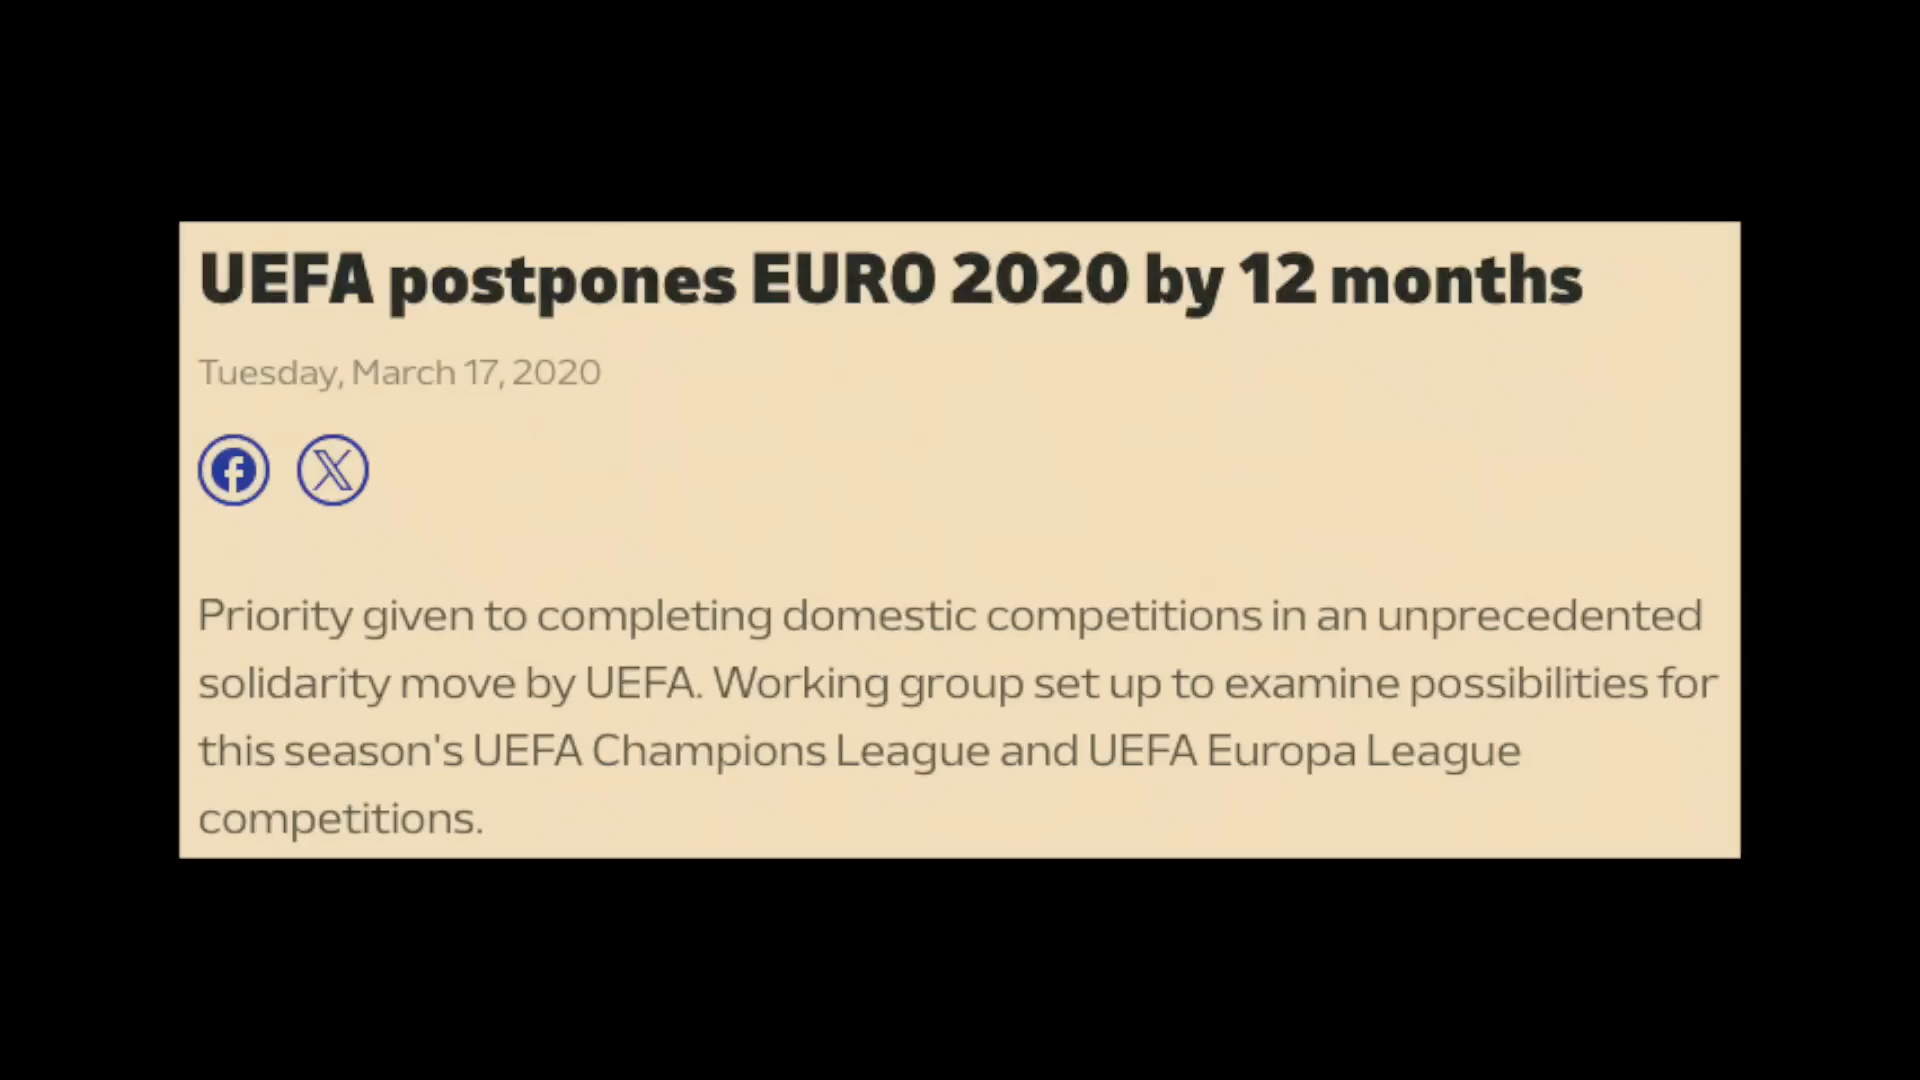 UEFA postpones EURO 2020 by 12 months
Tuesday, March 17, 2020
Priority given to completing domestic competitions in an unprecedented
solidarity move by UEFA. Working group set up to examine possibilities for
this season's UEFA Champions League and UEFA Europa League
competitions.